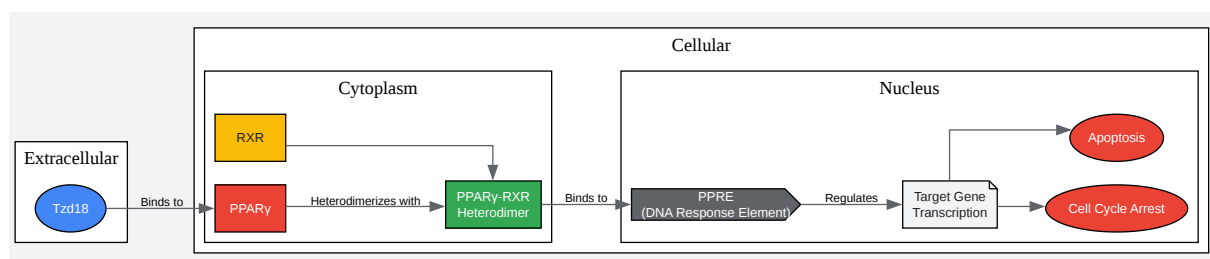 Cellular
Cytoplasm
Nucleus
Extracellular
RXR
Apoptosis
Tzd18
Binds to
PPARγ
Heterodimerizes with
PPARγ-RXR
Heterodimer
Binds to
PPRE
(DNA Response Element)
Regulates
Target Gene
Transcription
Cell Cycle Arrest